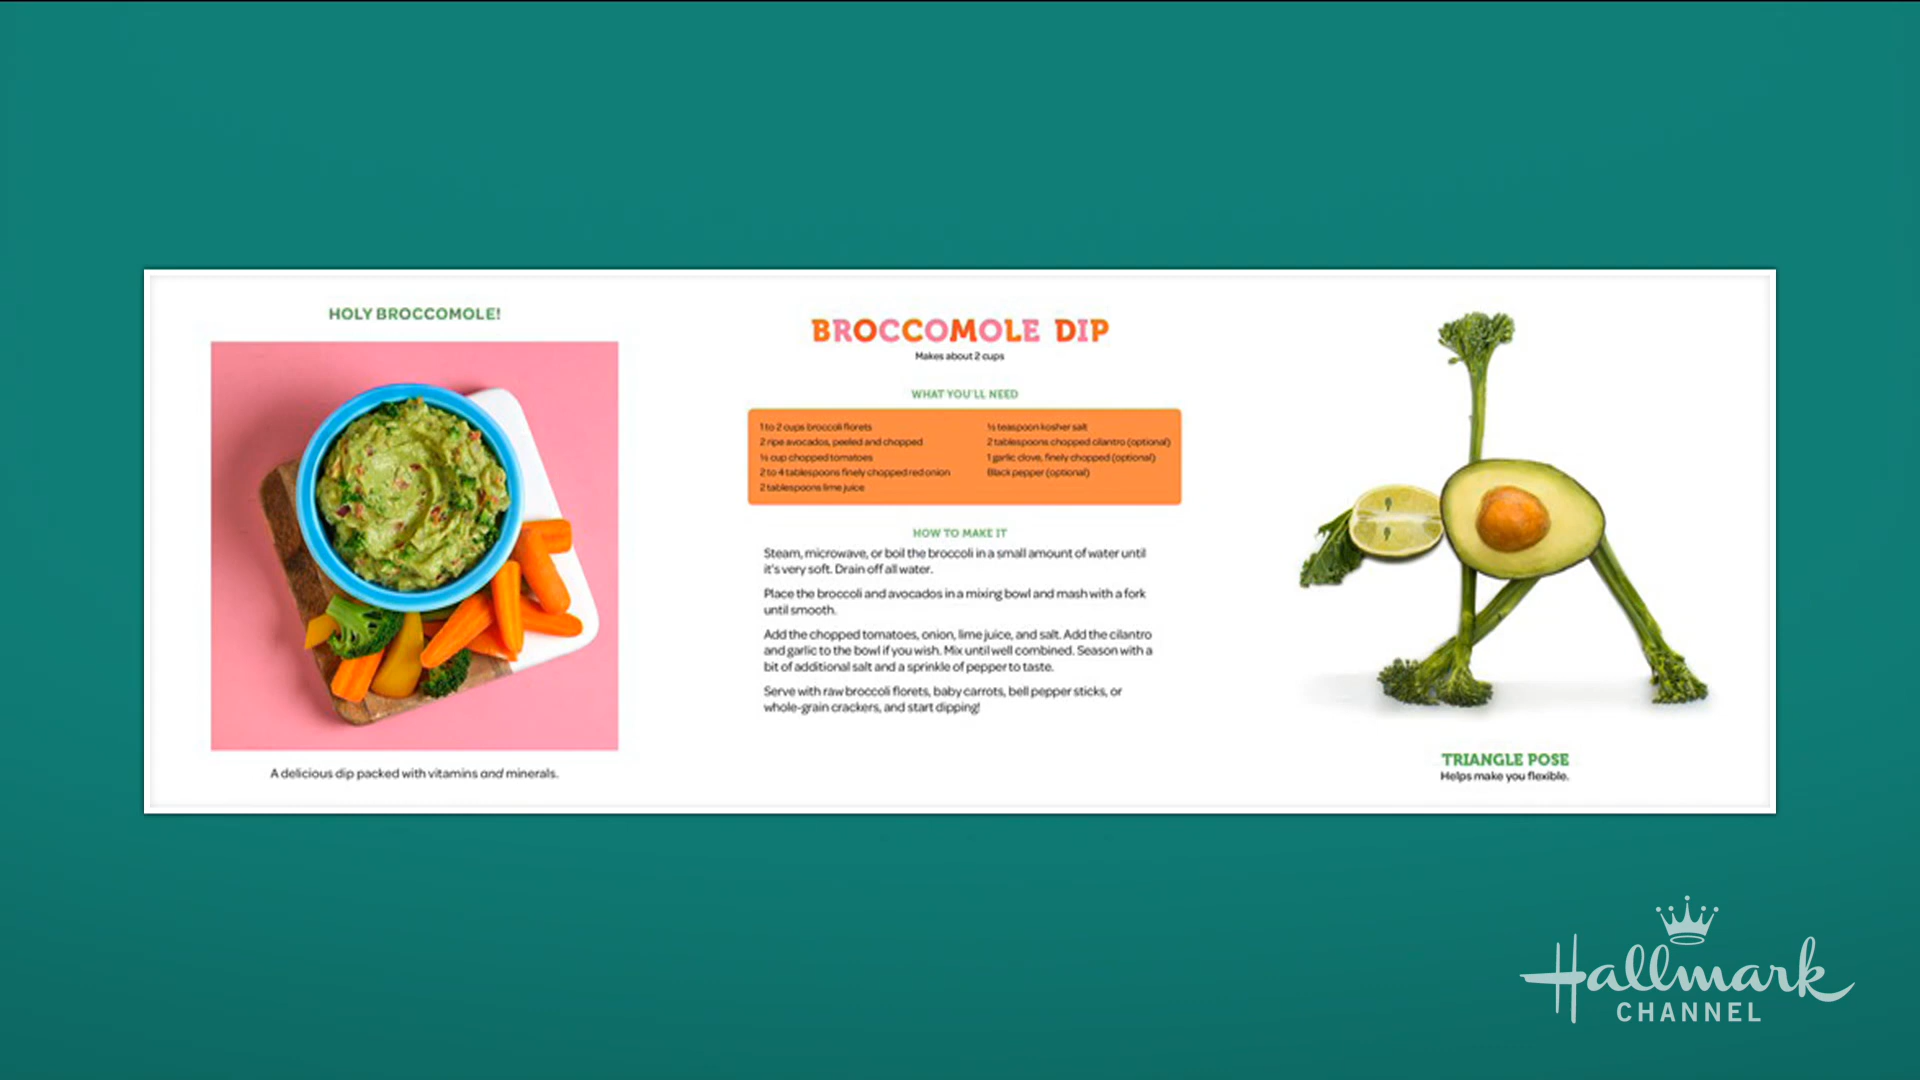 HOLY BROCCOMOLE!
A delicious dip packed with vitamins and minerals.
BROCCOMOLE DIP
Makes about 2 cups
WHAT YOU'LL NEED
1 to 2 cups broccoli florets
2 ripe avocados, peeled and chopped
cup chopped tomatoes
2 to 4 tablespoons finely chopped red onion
2 tablespoons lime juice
teaspoon kosher salt
2 tablespoons chopped cilantro (optional)
1 garlic clove, finely chopped (optional)
Black pepper (optional)
HOW TO MAKE IT
Steam, microwave, or boil the broccoli in a small amount of water until
it's very soft. Drain off all water.
Place the broccoli and avocados in a mixing bowl and mash with a fork
until smooth.
Add the chopped tomatoes, onion, lime juice, and salt. Add the cilantro
and garlic to the bowl if you wish. Mix until well combined. Season with a
bit of additional salt and a sprinkle of pepper to taste.
Serve with raw broccoli florets, baby carrots, bell pepper sticks, or
whole-grain crackers, and start dipping!
TRIANGLE POSE
Helps make you flexible.
Hallmark
CHANNEL